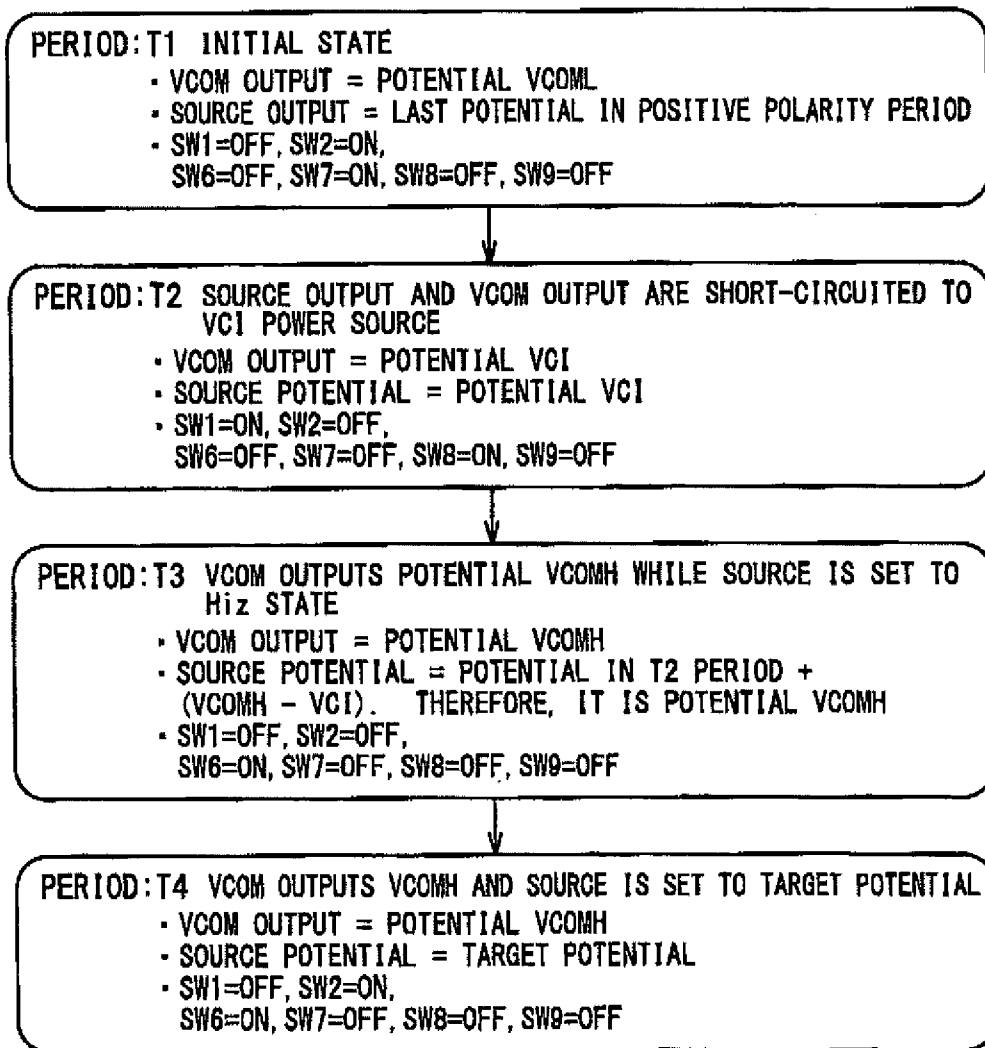 PERIOD:T1 INITIAL STATE
· VCOM OUTPUT = POTENTIAL VCOML
· SOURCE OUTPUT = LAST POTENTIAL IN POSITIVE POLARITY PERIOD
· SW1=OFF, SW2=ON,
SW6=OFF, SW7=ON, SW8=OFF, SW9=OFF
PERIOD:T2 SOURCE OUTPUT AND VCOM OUTPUT ARE SHORT-CIRCUITED TO
VCI POWER SOURCE
· VCOM OUTPUT = POTENTIAL VCI
· SOURCE POTENTIAL = POTENTIAL VCI
· SW1=ON, SW2=OFF,
SW6=OFF, SW7=OFF, SW8=ON, SW9=OFF
PERIOD:T3 VCOM OUTPUTS POTENTIAL VCOMH WHILE SOURCE IS SET TO
Hiz STATE
· VCOM OUTPUT = POTENTIAL VCOMH
· SOURCE POTENTIAL = POTENTIAL IN T2 PERIOD +
(VCOMH - VCI). THEREFORE, IT IS POTENTIAL VCOMH
· SW1=OFF, SW2=OFF,
SW6=ON, SW7=OFF, SW8=OFF, SW9=OFF
PERIOD:T4 VCOM OUTPUTS VCOMH AND SOURCE IS SET TO TARGET POTENTIAL
· VCOM OUTPUT = POTENTIAL VCOMH
· SOURCE POTENTIAL = TARGET POTENTIAL
· SW1=OFF, SW2=ON,
SW6=ON, SW7=OFF, SW8=OFF, SW9=OFF